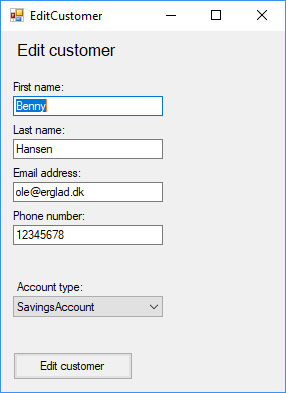 EditCustomer
Edit customer
First name:
Benny
Last name:
Hansen
Email address:
ole@erglad.dk
Phone number:
12345678
Account type:
SavingsAccount
Edit customer